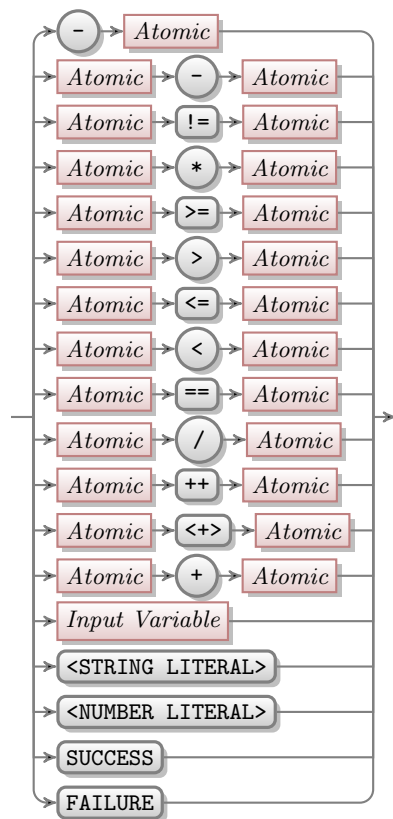 - Atomic
Atomic - Atomic
Atomic != Atomic
Atomic * Atomic
Atomic >= Atomic
Atomic > Atomic
Atomic <= Atomic
Atomic < Atomic
Atomic == Atomic
Atomic / Atomic
Atomic ++ Atomic
Atomic <+> Atomic
Atomic + Atomic
Input Variable
<STRING LITERAL>
<NUMBER LITERAL>
SUCCESS
FAILURE